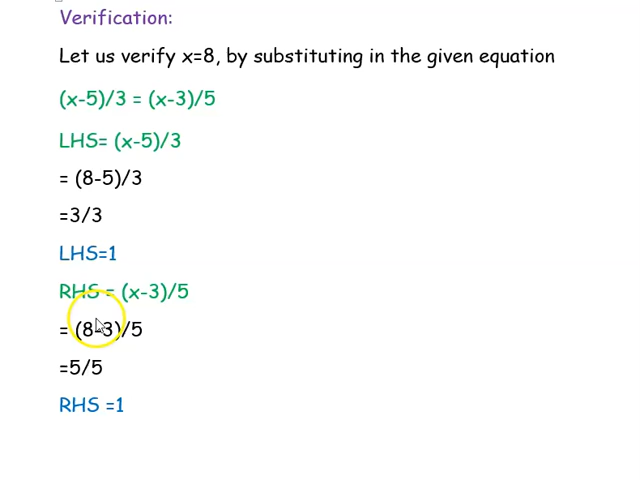 Verification:
Let us verify x=8, by substituting in the given equation
(x-5)/3 = (x-3)/5
LHS= (x-5)/3
= (8-5)/3
=3/3
LHS=1
RHS = (x-3)/5
= (8-3)/5
=5/5
RHS =1